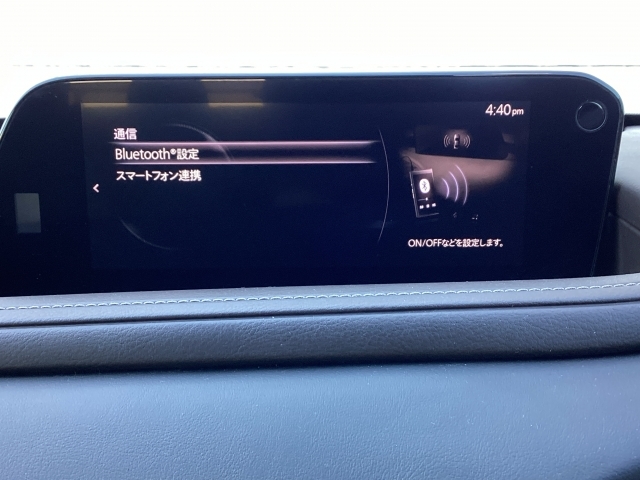 4:40pm
通信
Bluetooth®設定
スマートフォン連携
ON/OFFなどを設定します。